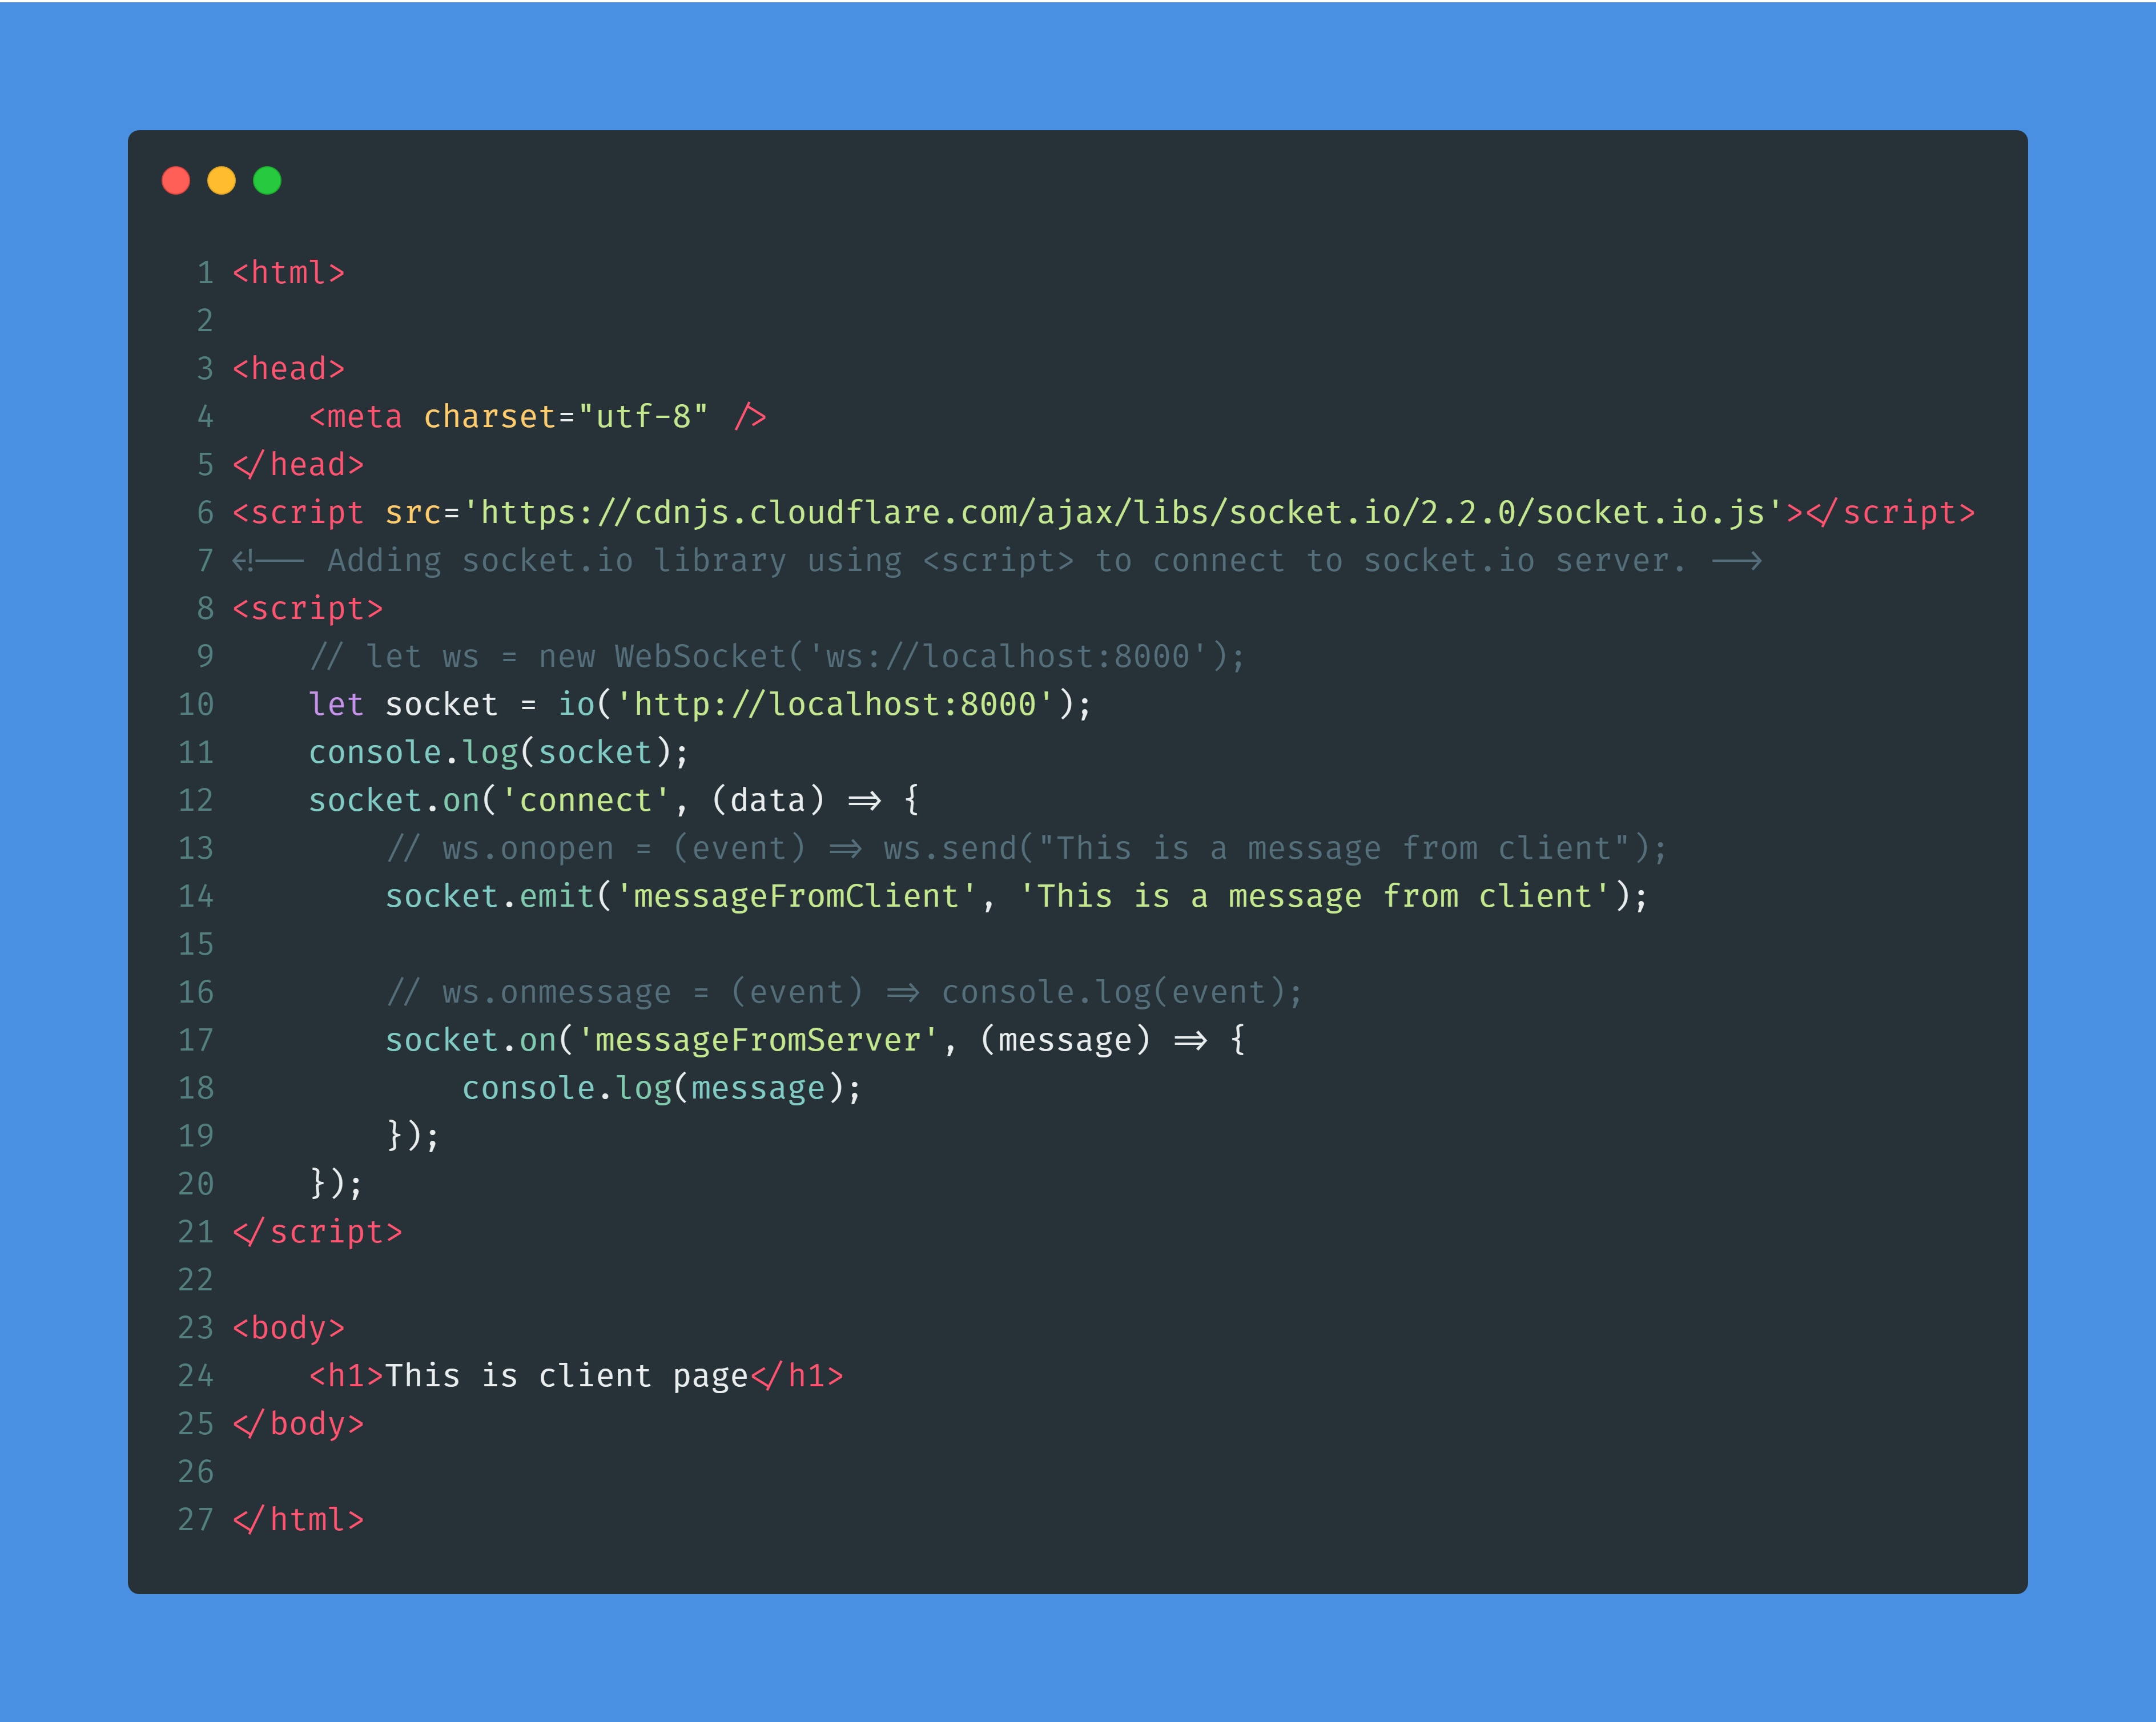 1 <html>
2
3 <head>
4     <meta charset="utf-8" />
5 </head>
6 <script src='https://cdnjs.cloudflare.com/ajax/libs/socket.io/2.2.0/socket.io.js'></script>
7 <!-- Adding socket.io library using <script> to connect to socket.io server. -->
8 <script>
9     // let ws = new WebSocket('ws://localhost:8000');
10     let socket = io('http://localhost:8000');
11     console.log(socket);
12     socket.on('connect', (data) => {
13         // ws.onopen = (event) => ws.send("This is a message from client");
14         socket.emit('messageFromClient', 'This is a message from client');
15
16         // ws.onmessage = (event) => console.log(event);
17         socket.on('messageFromServer', (message) => {
18             console.log(message);
19         });
20     });
21 </script>
22
23 <body>
24     <h1>This is client page</h1>
25 </body>
26
27 </html>